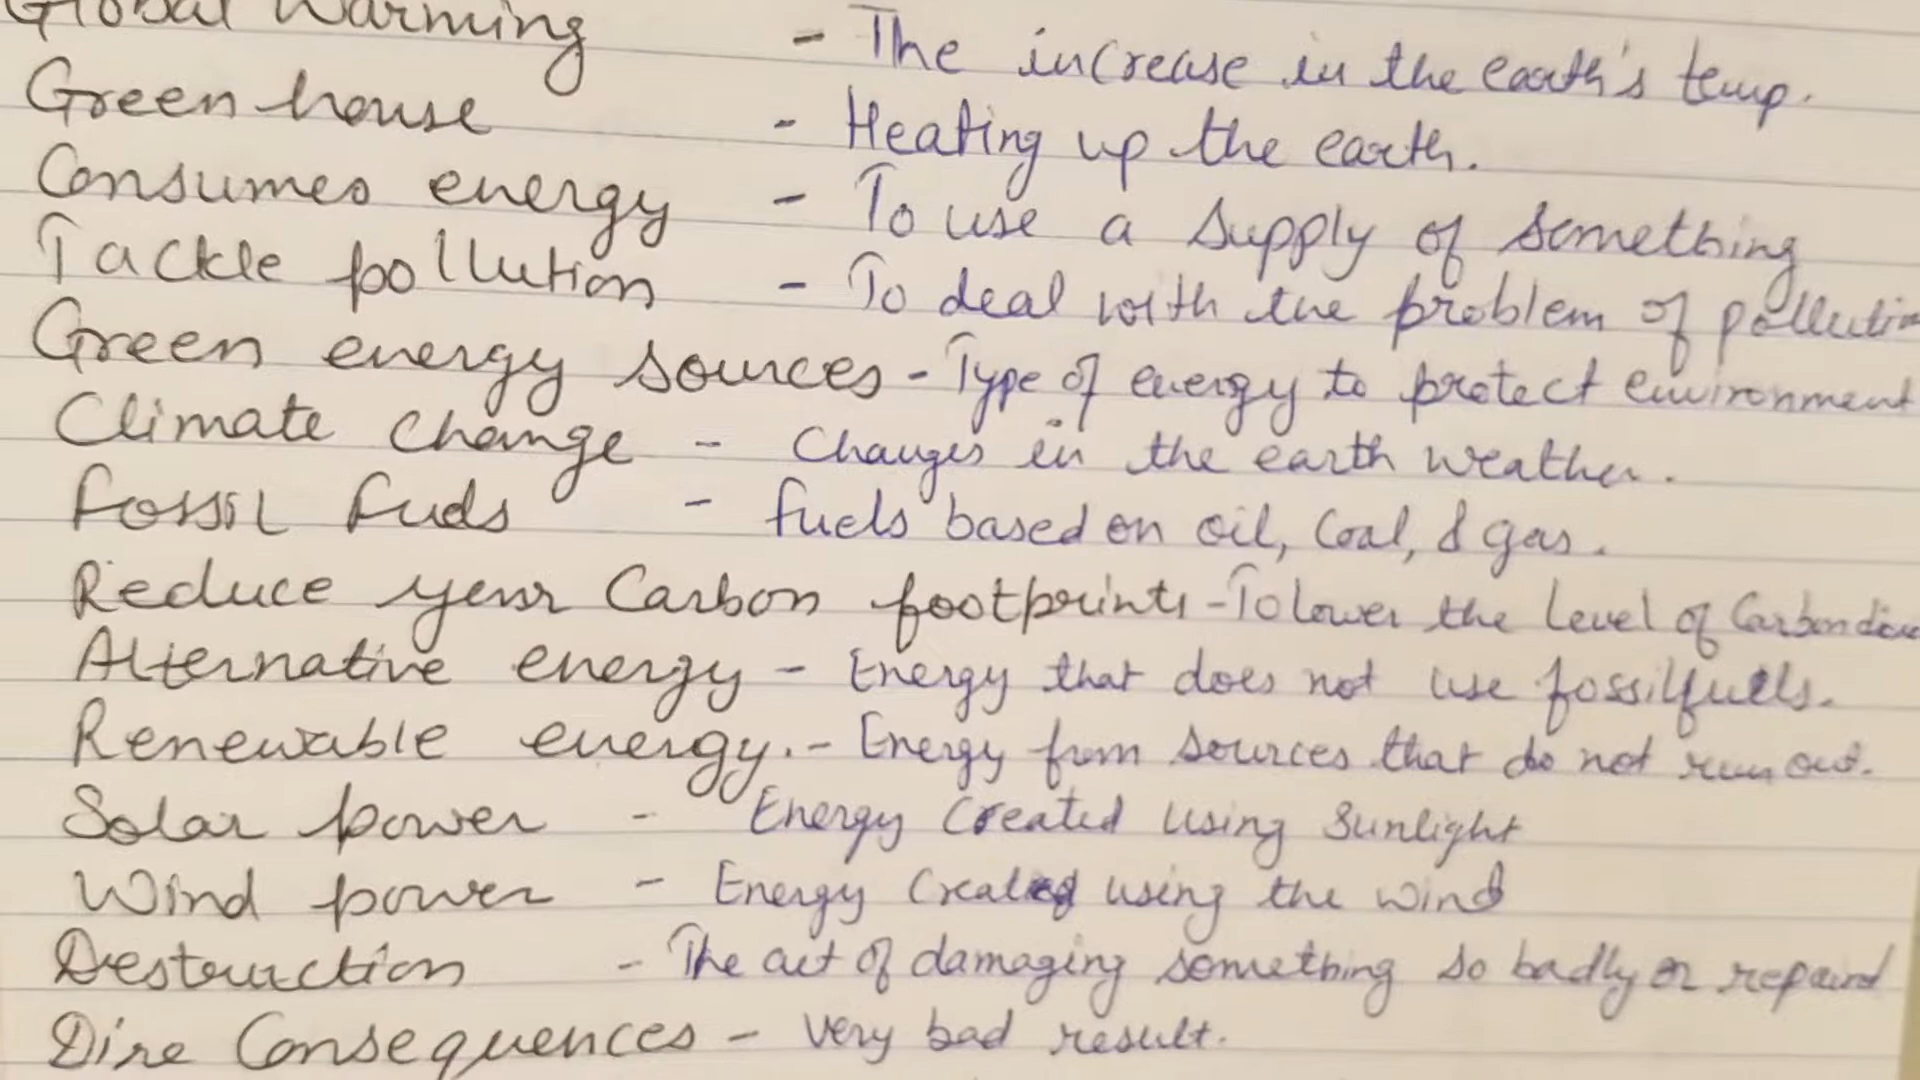 Global Warming - The increase in the earth's temp.
Green house - Heating up the earth.
Consumes energy - To use a supply of something
Tackle pollution - To deal with the problem of pollution
Green energy sources - Type of energy to protect environment
Climate change - Changes in the earth weather.
Fossil fuels - fuels based on oil, Coal, & gas.
Reduce your Carbon footprints - To lower the level of Carbondiox
Alternative energy - Energy that does not use fossilfuels.
Renewable energy. - Energy from sources that do not run out.
Solar power - Energy Created using Sunlight
Wind power - Energy Created using the wind
Destruction - The act of damaging something so badly or repaird
Dire Consequences - Very bad result.